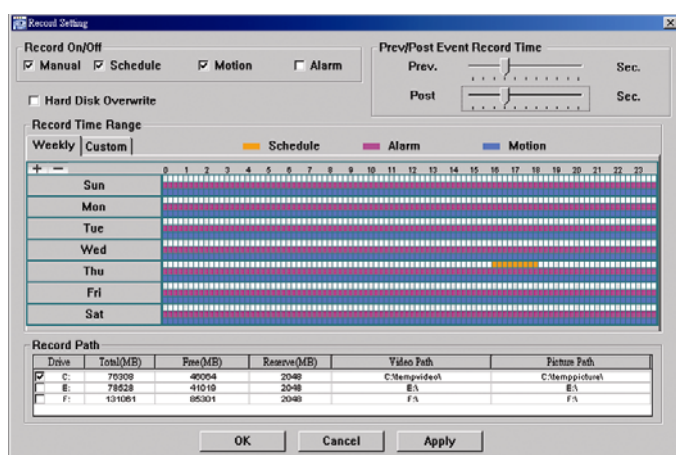 Record Setting
Record On/Off
Manual Schedule Motion Alarm
Prev/Post Event Record Time
Prev. Sec.
Post Sec.
Hard Disk Overwrite
Record Time Range
Weekly Custom Schedule Alarm Motion
+ − 0 1 2 3 4 5 6 7 8 9 10 11 12 13 14 15 16 17 18 19 20 21 22 23
Sun
Mon
Tue
Wed
Thu
Fri
Sat
Record Path
Drive Total(MB) Free(MB) Reserve(MB) Video Path Picture Path
C: 76308 46064 2048 C:\tempvideo\ C:\temppicture\
E: 78528 41019 2048 E:\ E:\
F: 131061 85301 2048 F:\ F:\
OK Cancel Apply